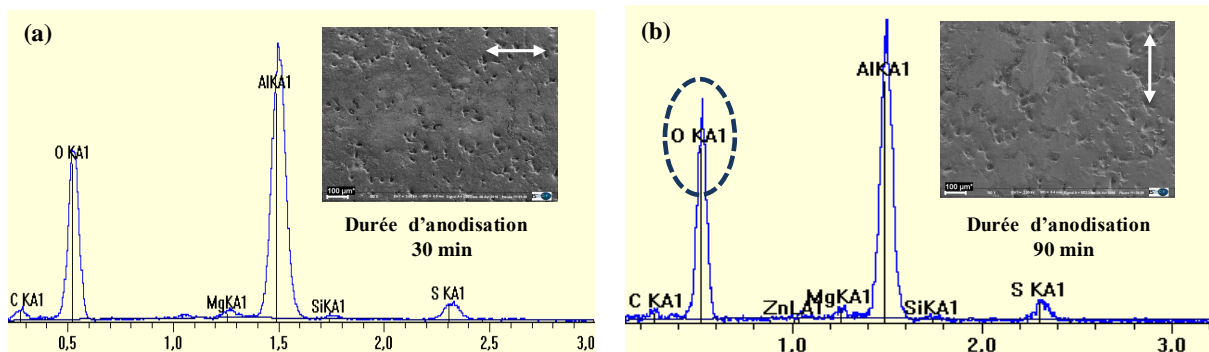 (a)
AlKA1
O KA1
C KA1
MgKA1
SiKA1
S KA1
100 µm*
Durée d'anodisation
30 min
0,5 1,0 1,5 2,0 2,5 3,0
(b)
AlKA1
O KA1
C KA1
ZnLA1
MgKA1
SiKA1
S KA1
100 µm*
Durée d'anodisation
90 min
1,0 2,0 3,0